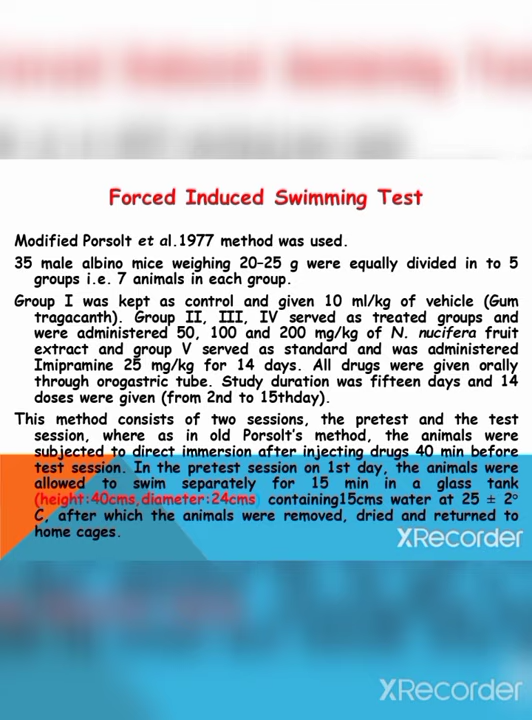 Forced Induced Swimming Test
Modified Porsolt et al.1977 method was used.
35 male albino mice weighing 20-25 g were equally divided in to 5
groups i.e. 7 animals in each group.
Group I was kept as control and given 10 ml/kg of vehicle (Gum
tragacanth). Group II, III, IV served as treated groups and
were administered 50, 100 and 200 mg/kg of N. nucifera fruit
extract and group V served as standard and was administered
Imipramine 25 mg/kg for 14 days. All drugs were given orally
through orogastric tube. Study duration was fifteen days and 14
doses were given (from 2nd to 15thday).
This method consists of two sessions, the pretest and the test
session, where as in old Porsolt's method, the animals were
subjected to direct immersion after injecting drugs 40 min before
test session. In the pretest session on 1st day, the animals were
allowed to swim separately for 15 min in a glass tank
(height:40cms,diameter:24cms) containing15cms water at 25 ± 2°
C, after which the animals were removed, dried and returned to
home cages.
XRecorder
XRecorder